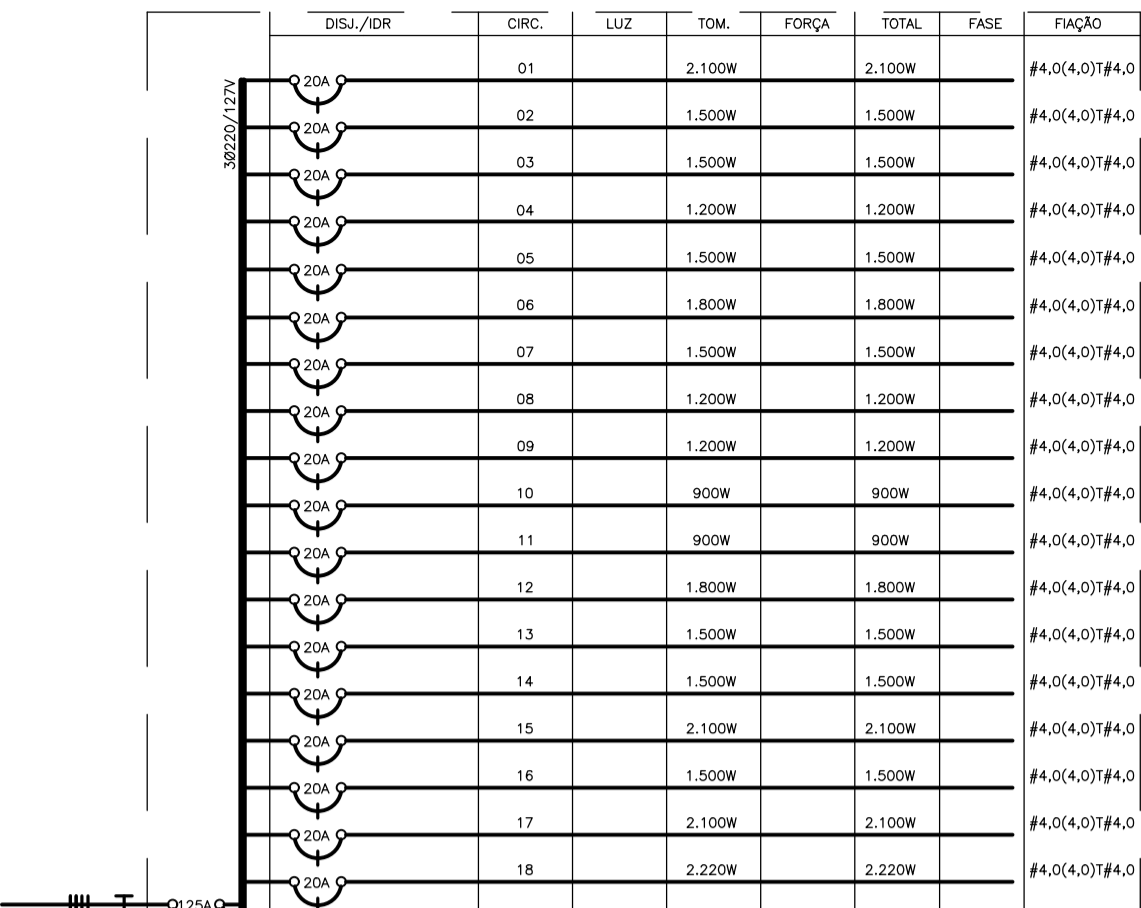 DISJ./IDR CIRC. LUZ TOM. FORÇA TOTAL FASE FIAÇÃO
3Ø220/127V
20A 01 2.100W 2.100W #4,0(4,0)T#4,0
20A 02 1.500W 1.500W #4,0(4,0)T#4,0
20A 03 1.500W 1.500W #4,0(4,0)T#4,0
20A 04 1.200W 1.200W #4,0(4,0)T#4,0
20A 05 1.500W 1.500W #4,0(4,0)T#4,0
20A 06 1.800W 1.800W #4,0(4,0)T#4,0
20A 07 1.500W 1.500W #4,0(4,0)T#4,0
20A 08 1.200W 1.200W #4,0(4,0)T#4,0
20A 09 1.200W 1.200W #4,0(4,0)T#4,0
20A 10 900W 900W #4,0(4,0)T#4,0
20A 11 900W 900W #4,0(4,0)T#4,0
20A 12 1.800W 1.800W #4,0(4,0)T#4,0
20A 13 1.500W 1.500W #4,0(4,0)T#4,0
20A 14 1.500W 1.500W #4,0(4,0)T#4,0
20A 15 2.100W 2.100W #4,0(4,0)T#4,0
20A 16 1.500W 1.500W #4,0(4,0)T#4,0
20A 17 2.100W 2.100W #4,0(4,0)T#4,0
20A 18 2.220W 2.220W #4,0(4,0)T#4,0
125A